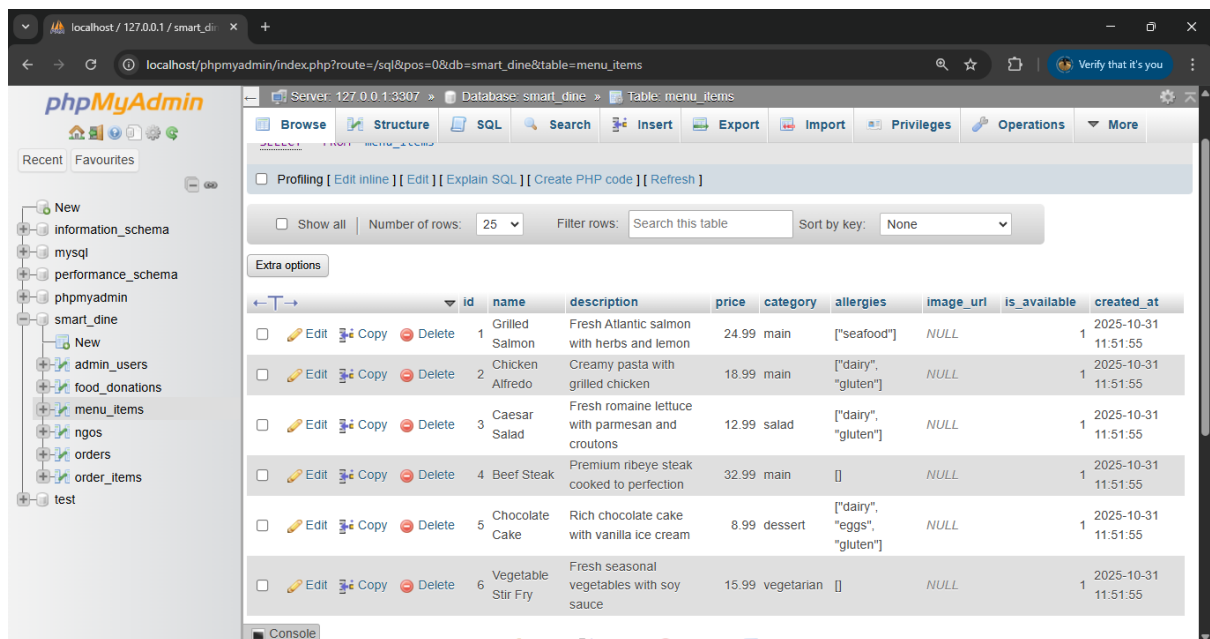 localhost / 127.0.0.1 / smart_din
localhost/phpmyadmin/index.php?route=/sql&pos=0&db=smart_dine&table=menu_items
Verify that it's you
phpMyAdmin
Recent Favourites
New
information_schema
mysql
performance_schema
phpmyadmin
smart_dine
New
admin_users
food_donations
menu_items
ngos
orders
order_items
test
Server: 127.0.0.1:3307 » Database: smart_dine » Table: menu_items
Browse Structure SQL Search Insert Export Import Privileges Operations More
Profiling [ Edit inline ] [ Edit ] [ Explain SQL ] [ Create PHP code ] [ Refresh ]
Show all Number of rows: 25 Filter rows: Search this table Sort by key: None
Extra options
id name description price category allergies image_url is_available created_at
Edit Copy Delete 1 Grilled Salmon Fresh Atlantic salmon with herbs and lemon 24.99 main ["seafood"] NULL 1 2025-10-31 11:51:55
Edit Copy Delete 2 Chicken Alfredo Creamy pasta with grilled chicken 18.99 main ["dairy", "gluten"] NULL 1 2025-10-31 11:51:55
Edit Copy Delete 3 Caesar Salad Fresh romaine lettuce with parmesan and croutons 12.99 salad ["dairy", "gluten"] NULL 1 2025-10-31 11:51:55
Edit Copy Delete 4 Beef Steak Premium ribeye steak cooked to perfection 32.99 main [] NULL 1 2025-10-31 11:51:55
Edit Copy Delete 5 Chocolate Cake Rich chocolate cake with vanilla ice cream 8.99 dessert ["dairy", "eggs", "gluten"] NULL 1 2025-10-31 11:51:55
Edit Copy Delete 6 Vegetable Stir Fry Fresh seasonal vegetables with soy sauce 15.99 vegetarian [] NULL 1 2025-10-31 11:51:55
Console